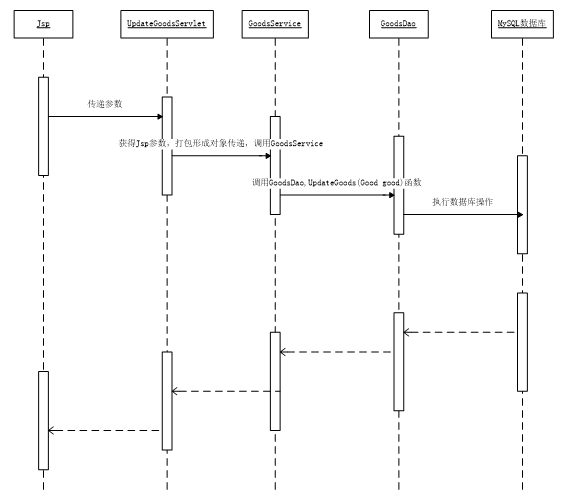 Jsp
UpdateGoodsServlet
GoodsService
GoodsDao
MySQL数据库
传递参数
获得Jsp参数，打包形成对象传递，调用GoodsService
调用GoodsDao,UpdateGoods(Good good)函数
执行数据库操作